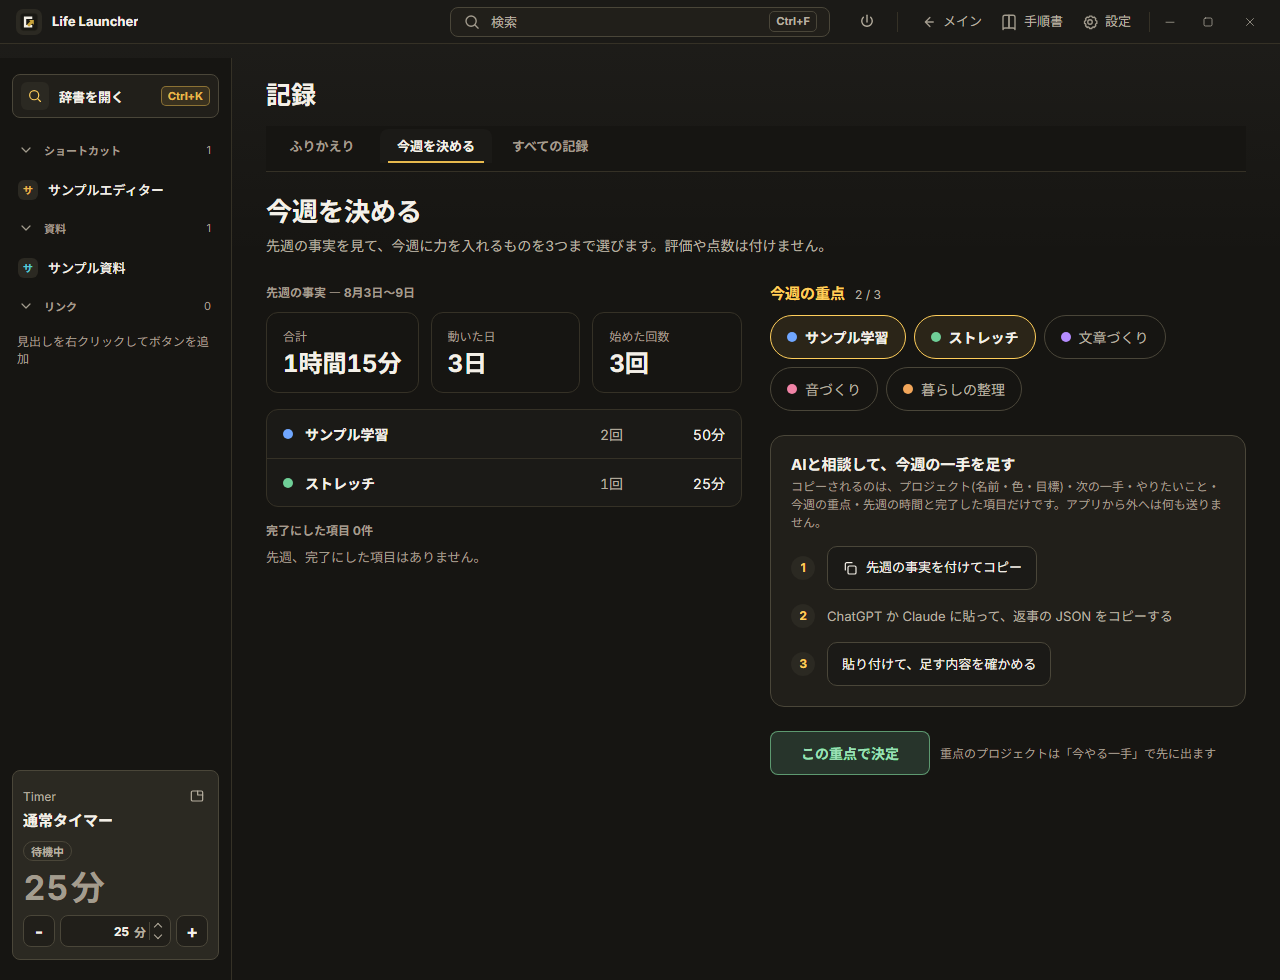 Life Launcher
検索
Ctrl+F
メイン
手順書
設定
辞書を開く
Ctrl+K
ショートカット
1
サ
サンプルエディター
資料
1
サ
サンプル資料
リンク
0
見出しを右クリックしてボタンを追
加
Timer
通常タイマー
待機中
25分
-
25 分
+
記録
ふりかえり
今週を決める
すべての記録
今週を決める
先週の事実を見て、今週に力を入れるものを3つまで選びます。評価や点数は付けません。
先週の事実 — 8月3日〜9日
合計
1時間15分
動いた日
3日
始めた回数
3回
サンプル学習
2回
50分
ストレッチ
1回
25分
完了にした項目 0件
先週、完了にした項目はありません。
今週の重点
2 / 3
サンプル学習
ストレッチ
文章づくり
音づくり
暮らしの整理
AIと相談して、今週の一手を足す
コピーされるのは、プロジェクト(名前・色・目標)・次の一手・やりたいこと・
今週の重点・先週の時間と完了した項目だけです。アプリから外へは何も送りま
せん。
1
先週の事実を付けてコピー
2
ChatGPT か Claude に貼って、返事の JSON をコピーする
3
貼り付けて、足す内容を確かめる
この重点で決定
重点のプロジェクトは「今やる一手」で先に出ます